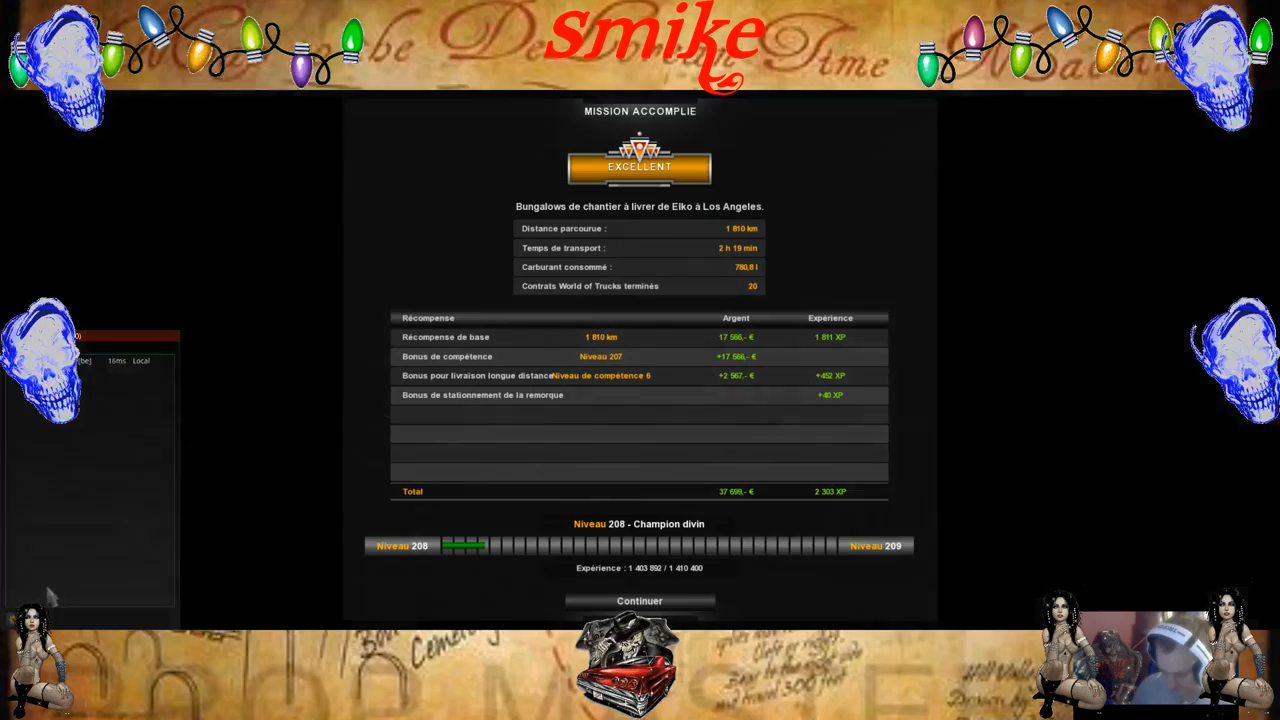 smike
Time
MISSION ACCOMPLIE
EXCELLENT
Bungalows de chantier à livrer de Elko à Los Angeles.
Distance parcourue : 1 810 km
Temps de transport : 2 h 19 min
Carburant consommé : 780,8 l
Contrats World of Trucks terminés 20
[be] 16ms Local
Récompense Argent Expérience
Récompense de base 1 810 km 17 566,- € 1 811 XP
Bonus de compétence Niveau 207 +17 566,- €
Bonus pour livraison longue distance Niveau de compétence 6 +2 567,- € +452 XP
Bonus de stationnement de la remorque +40 XP
Total 37 699,- € 2 303 XP
Niveau 208 - Champion divin
Niveau 208 Niveau 209
Expérience : 1 403 892 / 1 410 400
Continuer
Cemetery